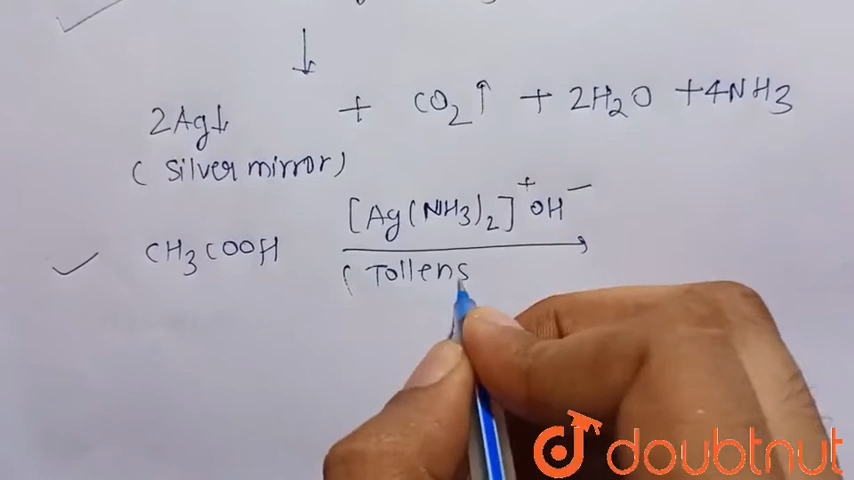 2Ag↓ + CO2↑ + 2H2O + 4NH3
(silver mirror)
[Ag(NH3)2]+ OH−
CH3COOH
(Tollens
doubtnut